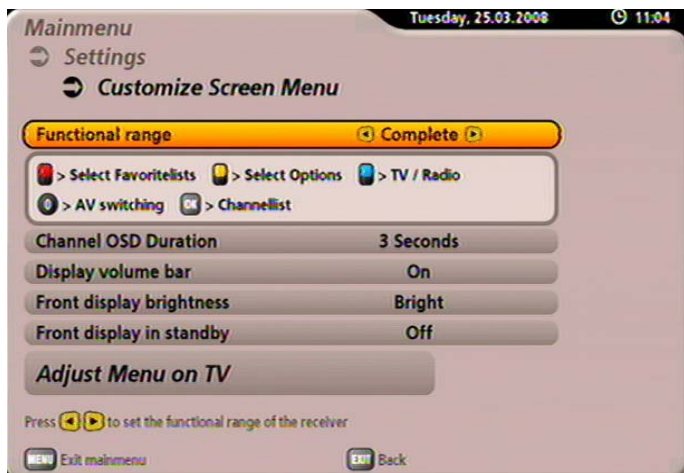 Mainmenu Tuesday, 25.03.2008 11:04
Settings
Customize Screen Menu
Functional range Complete
> Select Favoritelists > Select Options > TV / Radio
0 > AV switching OK > Channellist
Channel OSD Duration 3 Seconds
Display volume bar On
Front display brightness Bright
Front display in standby Off
Adjust Menu on TV
Press to set the functional range of the receiver
MENU Exit mainmenu EXIT Back